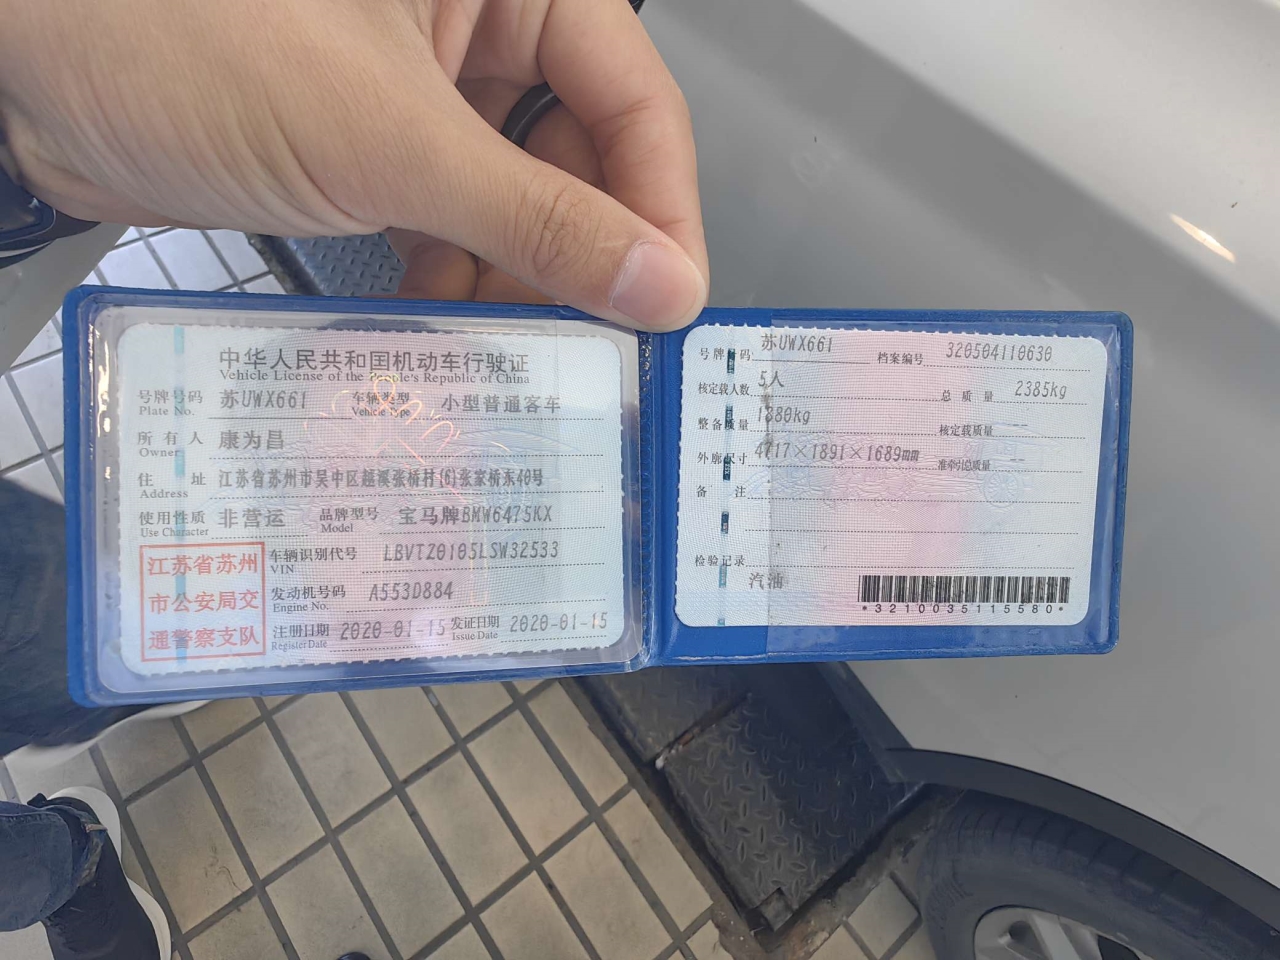 中华人民共和国机动车行驶证
Vehicle License of the People's Republic of China
号牌号码 苏UWX661 车辆类型 小型普通客车
Plate No. Vehicle Type
所有人 康为昌
Owner
住址 江苏省苏州市吴中区越溪张桥村(6)张家桥东40号
Address
使用性质 非营运 品牌型号 宝马牌BMW6475KX
Use Character Model
江苏省苏州
市公安局交
通警察支队
车辆识别代号 LBVTZ0105LSW32533
VIN
发动机号码 A553D884
Engine No.
注册日期 2020-01-15 发证日期 2020-01-15
Register Date Issue Date
号牌号码 苏UWX661 档案编号 320504110630
核定载人数 5人 总质量 2385kg
整备质量 1880kg 核定载质量 --
外廓尺寸 4717×1891×1689mm 准牵引总质量 --
备注
检验记录
汽油
*3210035115580*